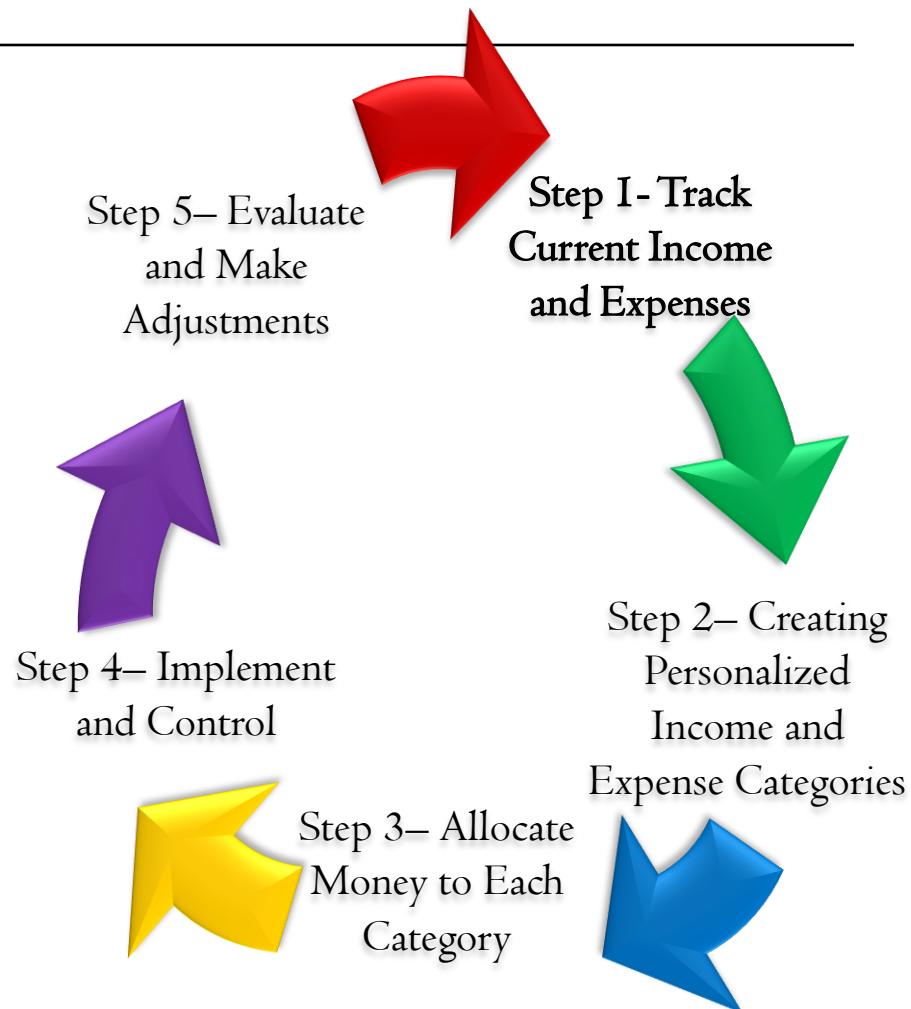 Step 1-Track
Current Income
and Expenses
Step 2– Creating
Personalized
Income and
Expense Categories
Step 3– Allocate
Money to Each
Category
Step 4– Implement
and Control
Step 5– Evaluate
and Make
Adjustments